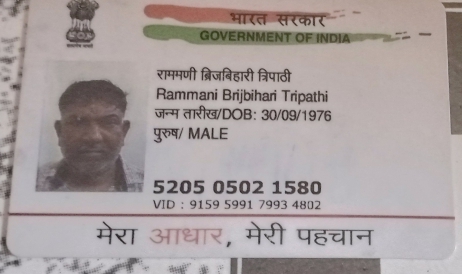 भारत सरकार
GOVERNMENT OF INDIA
राममणी ब्रिजबिहारी त्रिपाठी
Rammani Brijbihari Tripathi
जन्म तारीख/DOB: 30/09/1976
पुरुष/ MALE
5205 0502 1580
VID : 9159 5991 7993 4802
मेरा आधार, मेरी पहचान